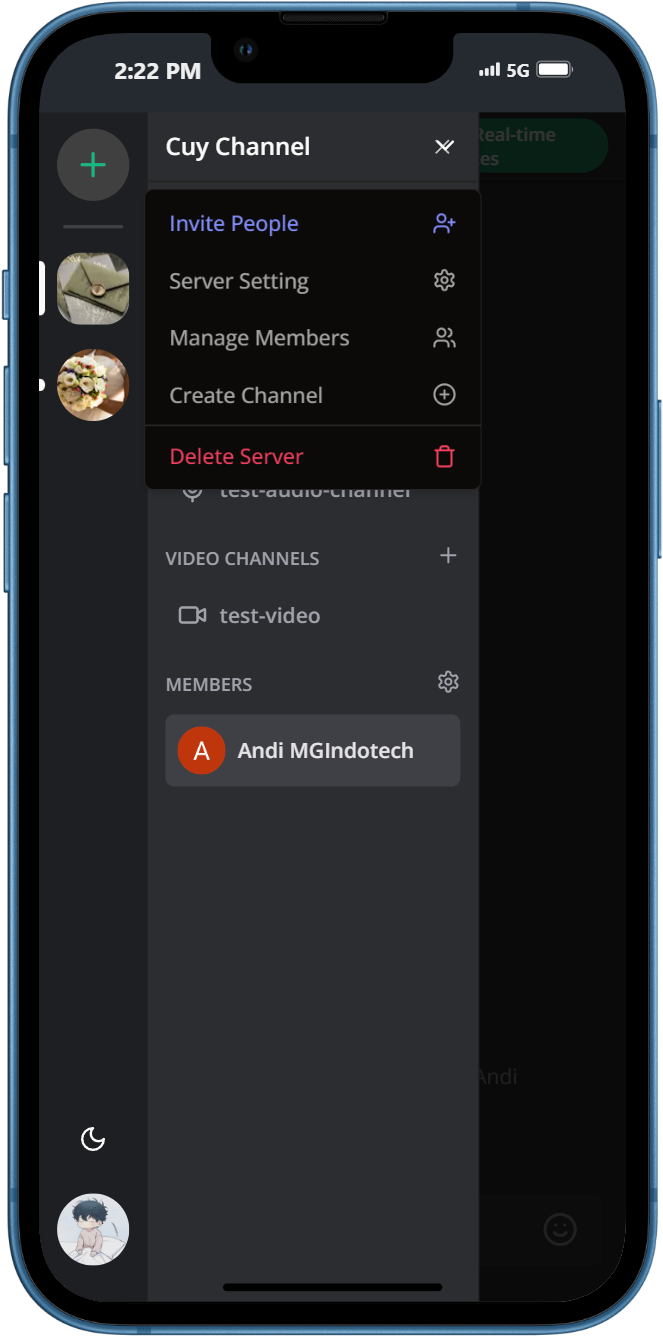 2:22 PM
5G
Cuy Channel
Real-time
es
Invite People
Server Setting
Manage Members
Create Channel
Delete Server
test-audio-channel
VIDEO CHANNELS
test-video
MEMBERS
A
Andi MGIndotech
Andi